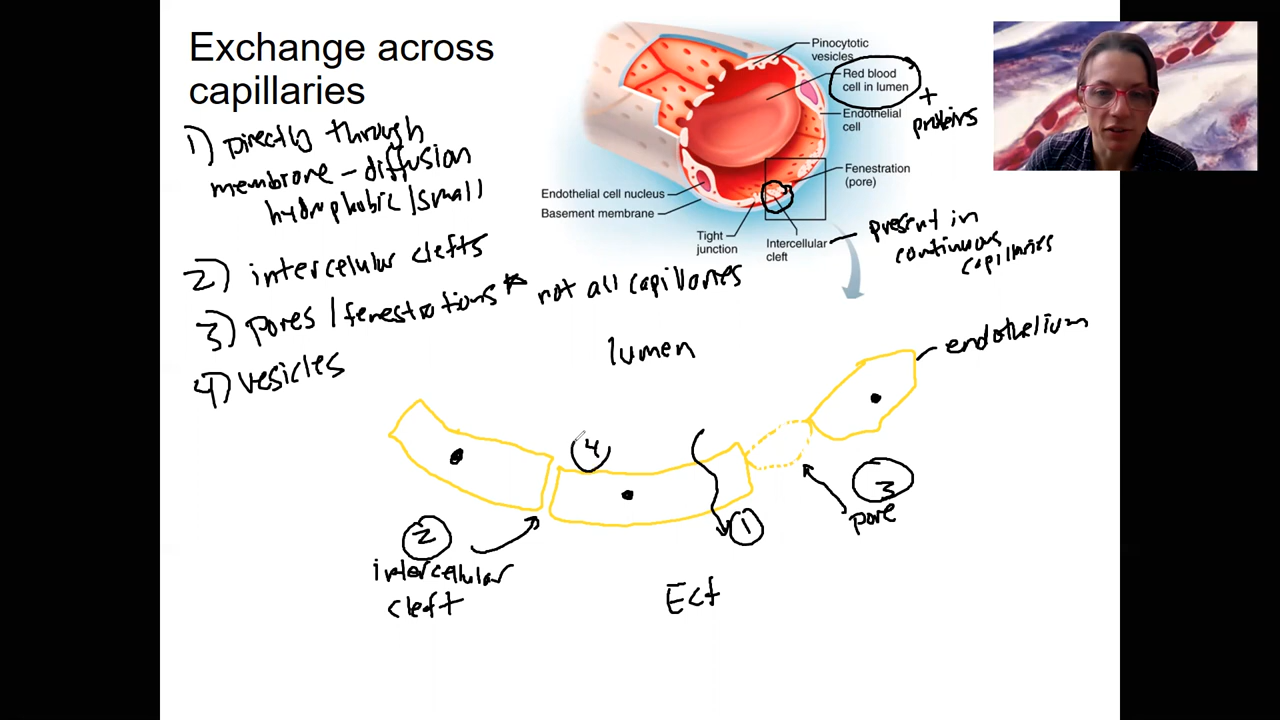 Exchange across
capillaries
1) Directly through
membrane - diffusion
hydrophobic/small
2) intercelular clefts
3) pores/fenestrations * not all capillaries
4) vesicles
Pinocytotic
vesicles
Red blood
cell in lumen
+
proteins
Endothelial
cell
Fenestration
(pore)
Endothelial cell nucleus
Basement membrane
Tight
junction
Intercellular
cleft
present in
continuous
capillaries
lumen
endothelium
4
3
pore
1
2
intercellular
cleft
Ecf